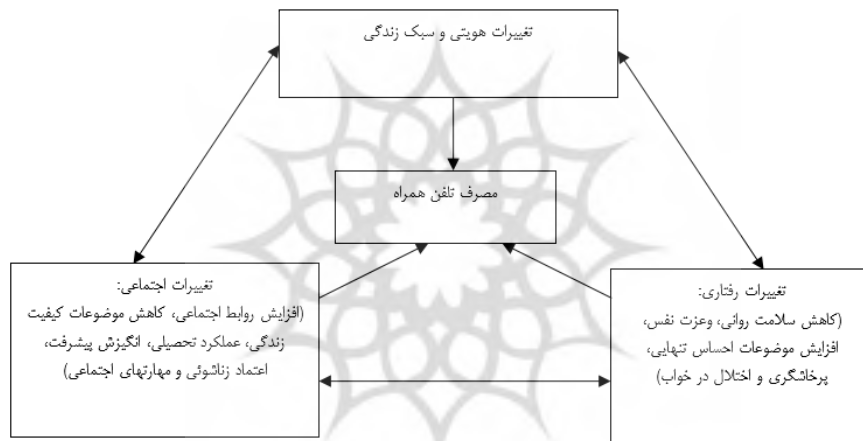 تغییرات هویتی و سبک زندگی
مصرف تلفن همراه
تغییرات اجتماعی:
(افزایش روابط اجتماعی، کاهش موضوعات کیفیت
زندگی، عملکرد تحصیلی، انگیزش پیشرفت،
اعتماد زناشوئی و مهارتهای اجتماعی)
تغییرات رفتاری:
(کاهش سلامت روانی، وعزت نفس،
افزایش موضوعات احساس تنهایی،
پرخاشگری و اختلال در خواب)